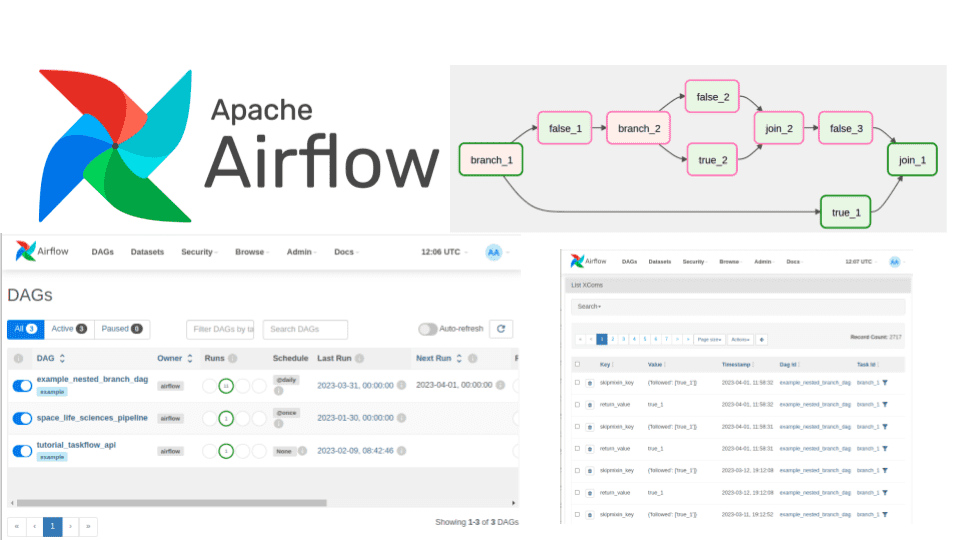 Apache
Airflow
false_2
false_1
branch_2
join_2
false_3
branch_1
true_2
join_1
true_1
Airflow DAGs Datasets Security Browse Admin Docs 12:06 UTC AA
DAGs
All 3 Active 3 Paused 0 Filter DAGs by ta Search DAGs Auto-refresh
DAG Owner Runs Schedule Last Run Next Run
example_nested_branch_dag airflow 11 @daily 2023-03-31, 00:00:00 2023-04-01, 00:00:00
example
space_life_sciences_pipeline airflow 1 @once 2023-01-30, 00:00:00
tutorial_taskflow_api airflow 1 None 2023-02-09, 08:42:46
example
« ‹ 1 › »
Showing 1-3 of 3 DAGs
Airflow DAGs Datasets Security Browse Admin Docs 12:07 UTC AA
List XComs
Search
1 2 3 4 5 6 7 Page size Actions Record Count: 2717
Key Value Timestamp Dag Id Task Id
skipmixin_key {'followed': ['true_1']} 2023-04-01, 11:58:32 example_nested_branch_dag branch_1
return_value true_1 2023-04-01, 11:58:32 example_nested_branch_dag branch_1
skipmixin_key {'followed': ['true_1']} 2023-04-01, 11:58:31 example_nested_branch_dag branch_1
return_value true_1 2023-04-01, 11:58:31 example_nested_branch_dag branch_1
skipmixin_key {'followed': ['true_1']} 2023-03-12, 19:12:08 example_nested_branch_dag branch_1
return_value true_1 2023-03-12, 19:12:08 example_nested_branch_dag branch_1
skipmixin_key {'followed': ['true_1']} 2023-03-11, 19:12:52 example_nested_branch_dag branch_1